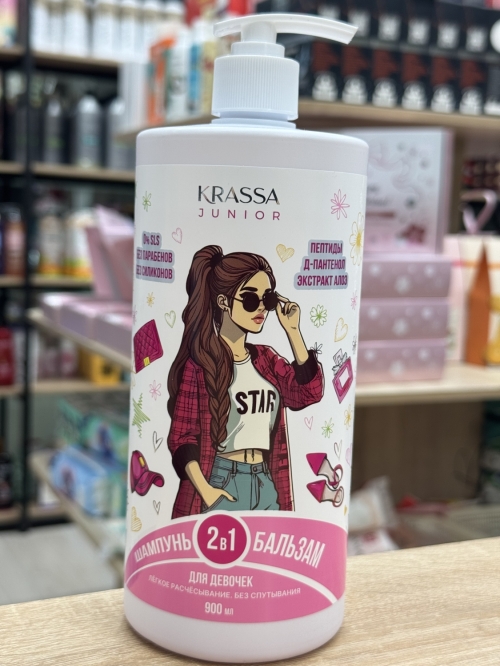 KRASSA
JUNIOR
0% SLS
БЕЗ ПАРАБЕНОВ
БЕЗ СИЛИКОНОВ
ПЕПТИДЫ
Д-ПАНТЕНОЛ
ЭКСТРАКТ АЛОЭ
STAR
ШАМПУНЬ 2в1 БАЛЬЗАМ
ДЛЯ ДЕВОЧЕК
ЛЁГКОЕ РАСЧЁСЫВАНИЕ. БЕЗ СПУТЫВАНИЯ
900 МЛ